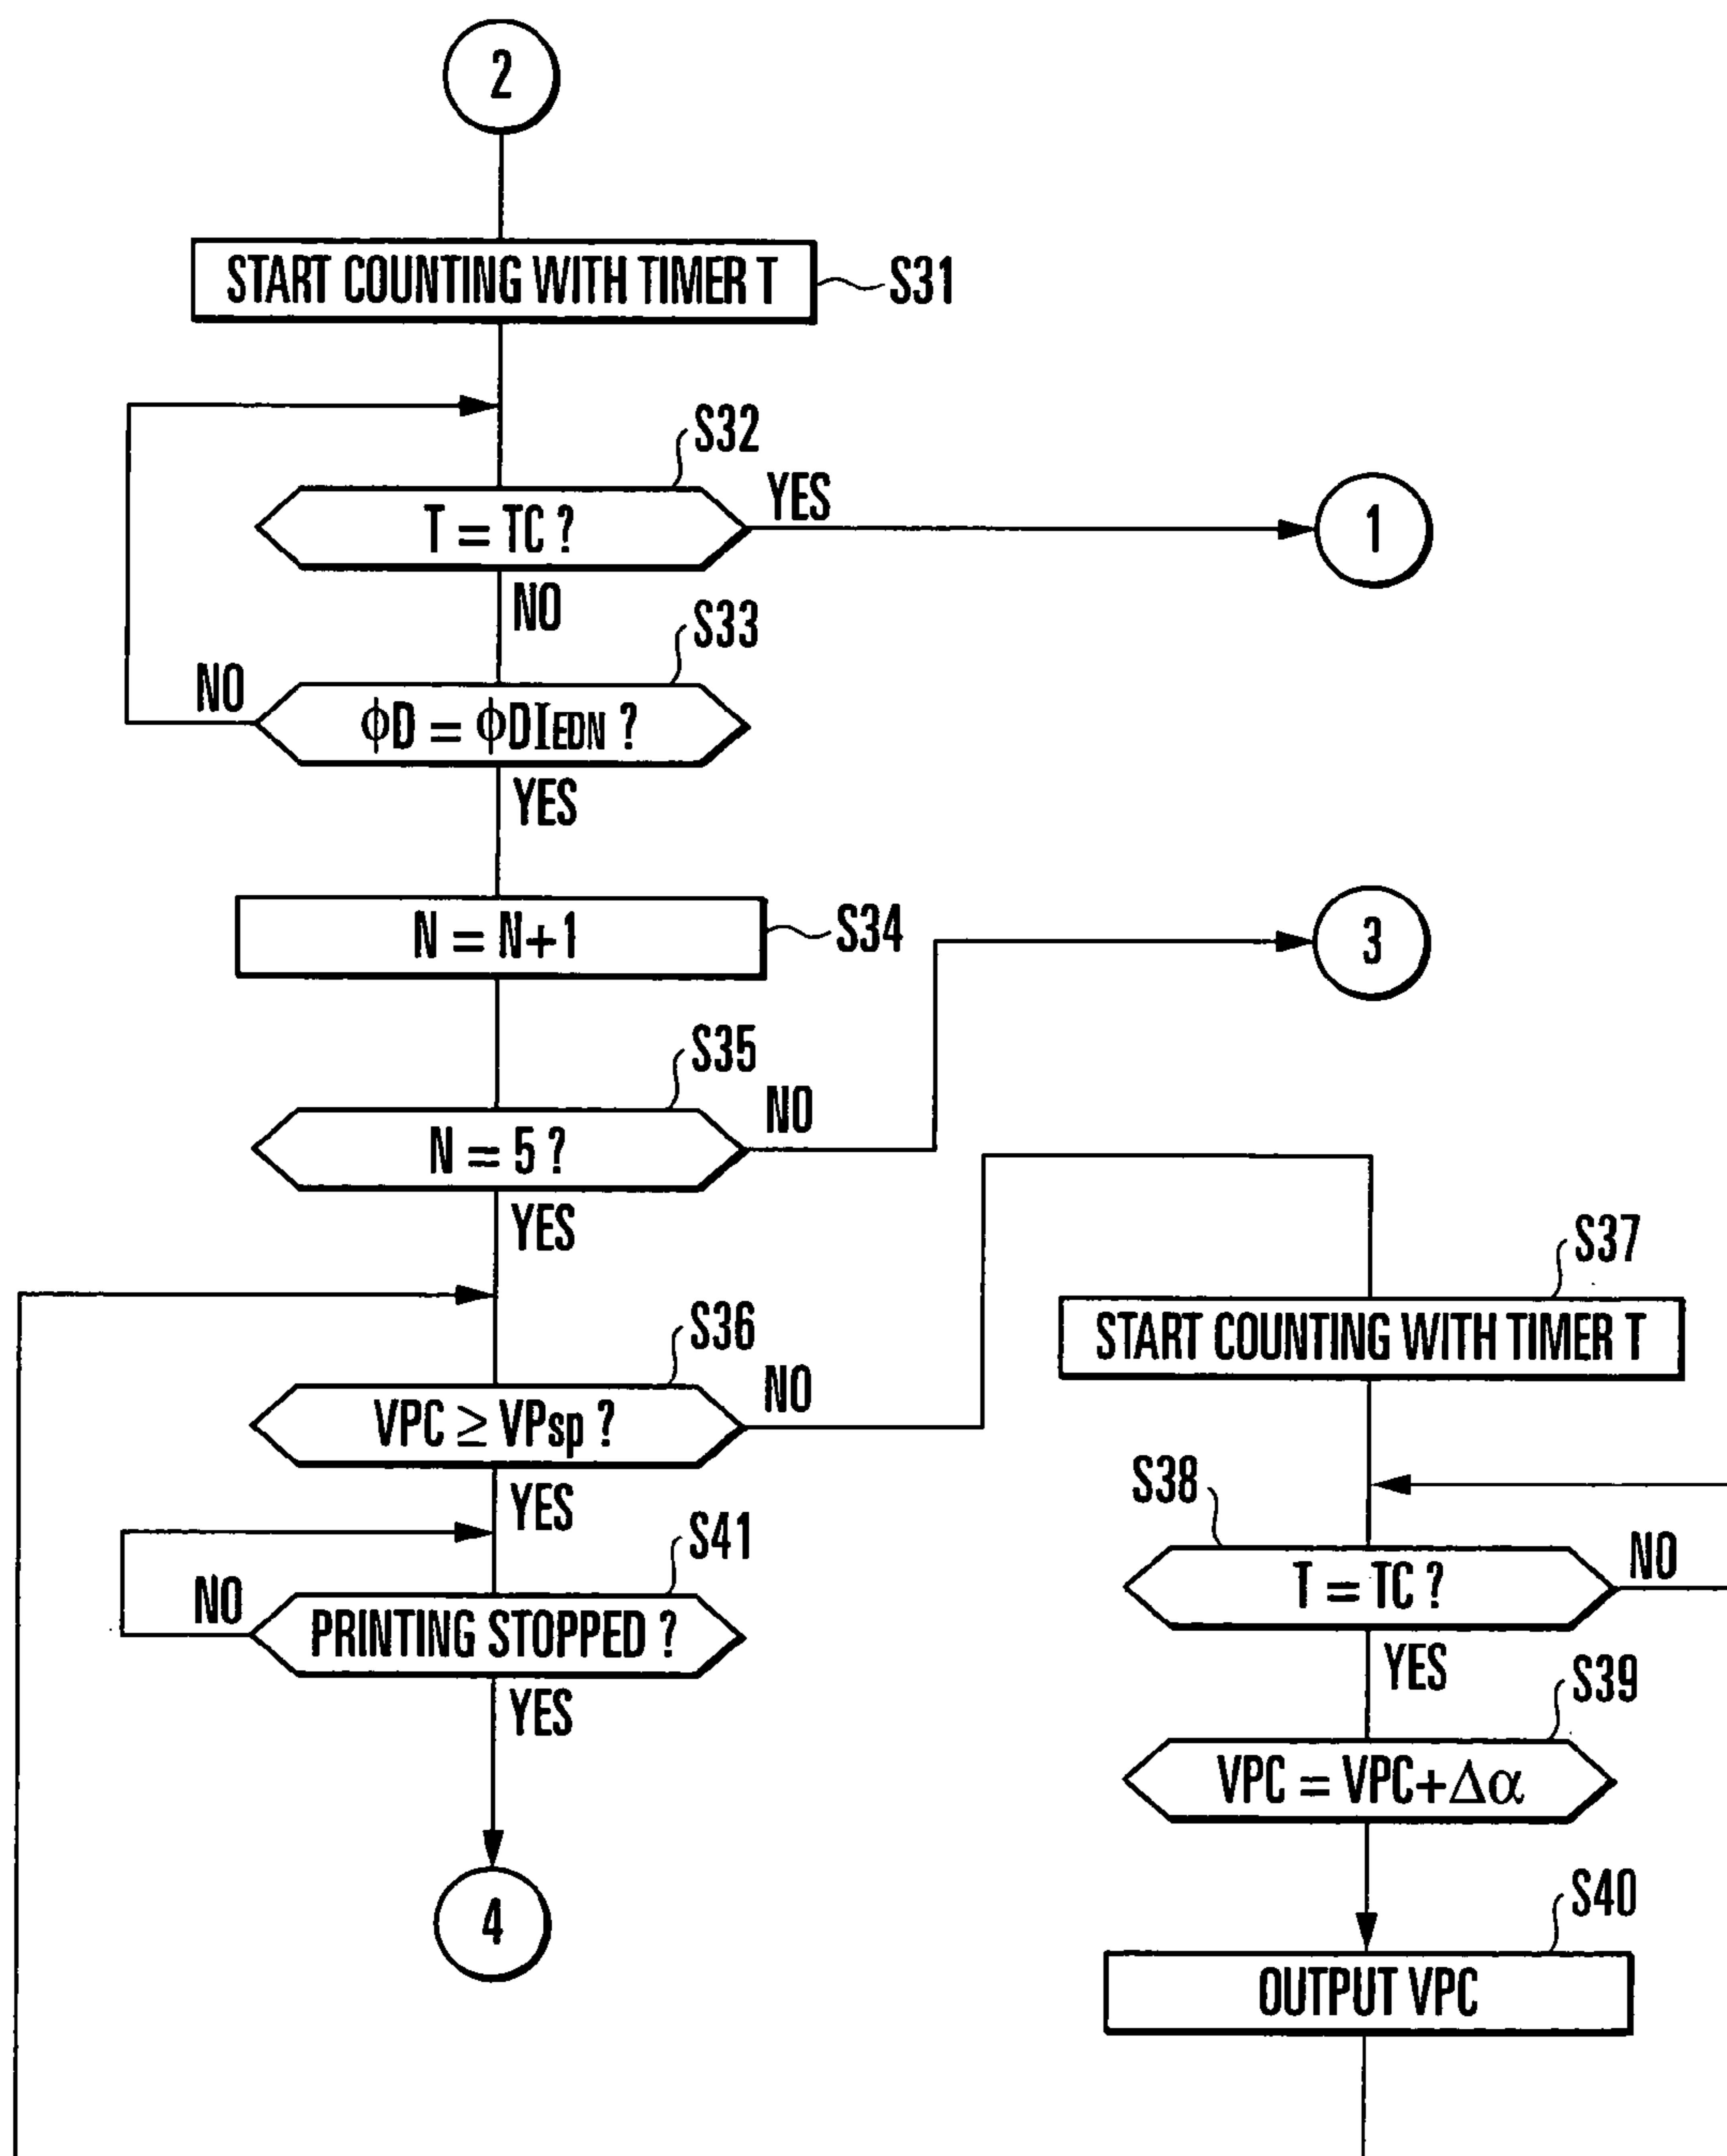 2
START COUNTING WITH TIMER T
S31
S32
T = TC ?
YES
1
NO
S33
NO
ϕD = ϕDIEDN ?
YES
N = N+1
S34
3
S35
N = 5 ?
NO
YES
S37
START COUNTING WITH TIMER T
S36
VPC ≥ VPsp ?
NO
YES
S38
T = TC ?
NO
YES
S41
NO
PRINTING STOPPED ?
YES
S39
VPC = VPC+Δα
4
S40
OUTPUT VPC